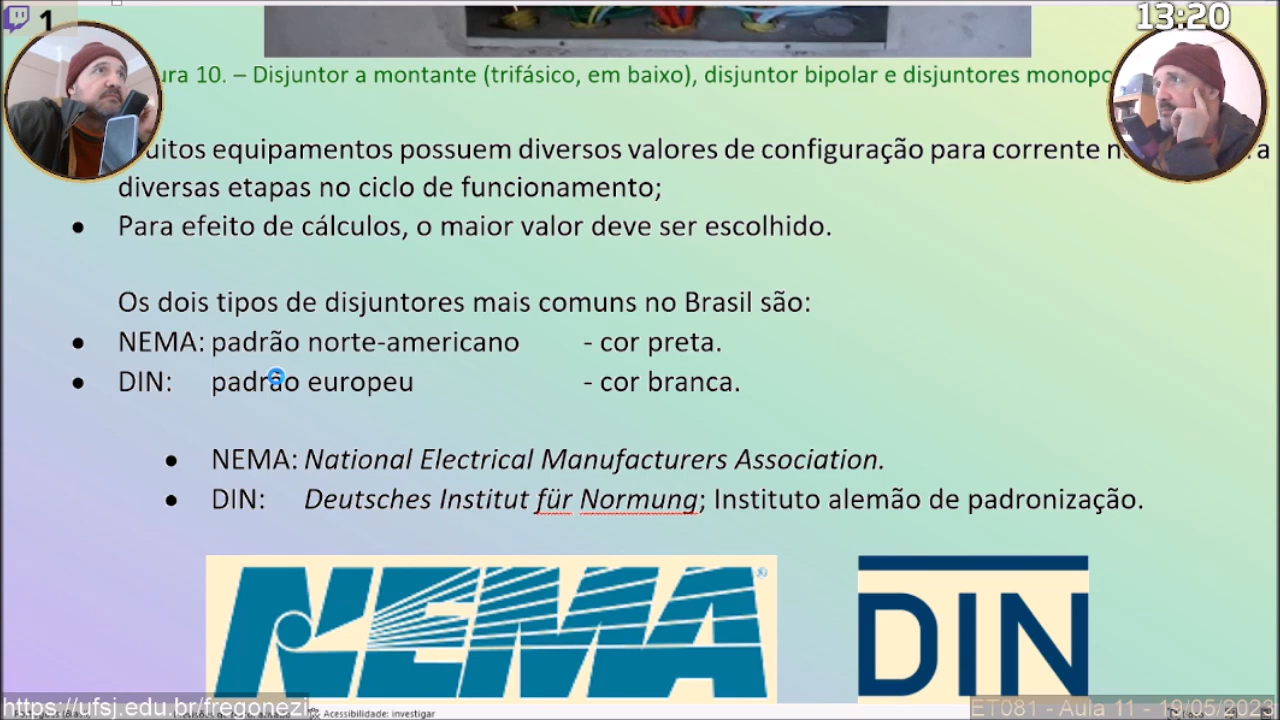 1
13:20
ura 10. – Disjuntor a montante (trifásico, em baixo), disjuntor bipolar e disjuntores monopo
uitos equipamentos possuem diversos valores de configuração para corrente n a
diversas etapas no ciclo de funcionamento;
• Para efeito de cálculos, o maior valor deve ser escolhido.
Os dois tipos de disjuntores mais comuns no Brasil são:
• NEMA: padrão norte-americano - cor preta.
• DIN: padrão europeu - cor branca.
• NEMA: National Electrical Manufacturers Association.
• DIN: Deutsches Institut für Normung; Instituto alemão de padronização.
NEMA®
DIN
https://ufsj.edu.br/fregonezi
Acessibilidade: investigar
ET081 - Aula 11 - 19/05/2023